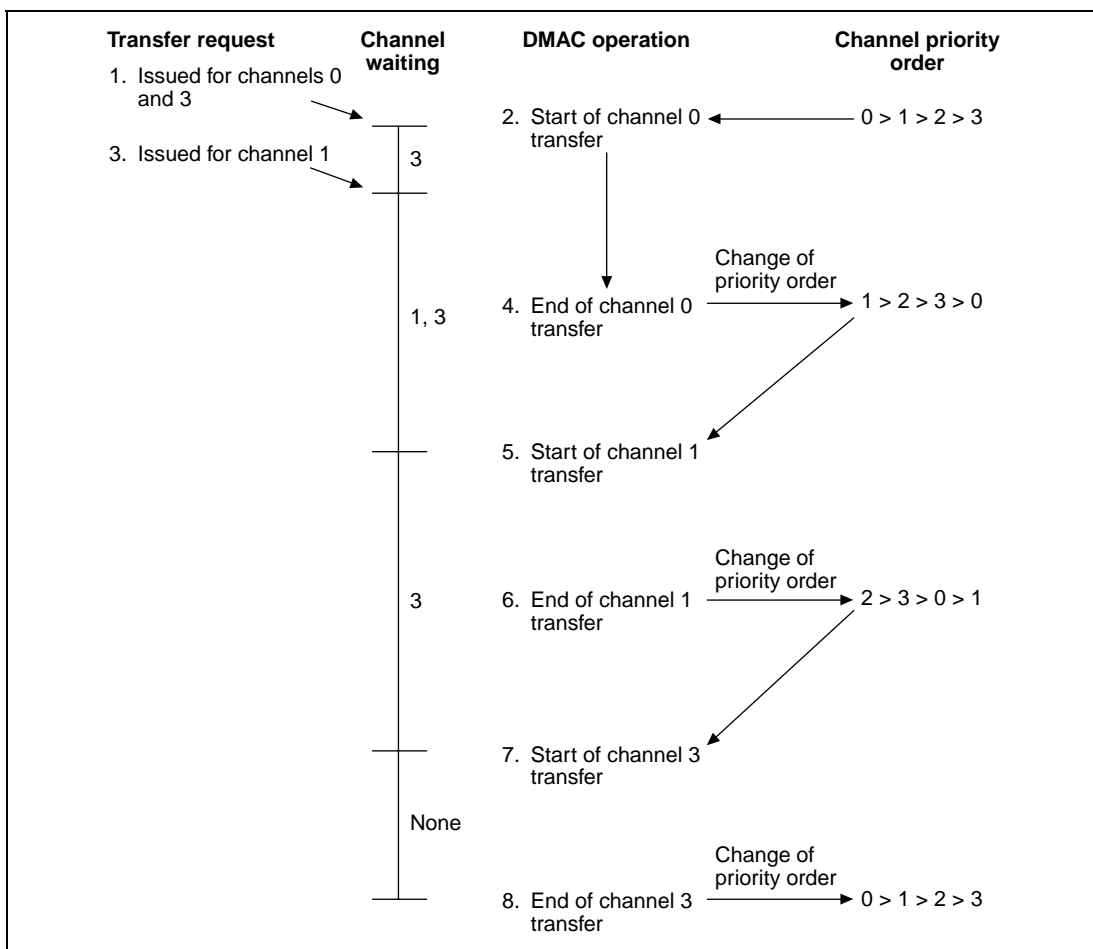 Transfer request
Channel
waiting
DMAC operation
Channel priority
order
1. Issued for channels 0
and 3
2. Start of channel 0
transfer
0 > 1 > 2 > 3
3. Issued for channel 1
3
Change of
priority order
4. End of channel 0
transfer
1 > 2 > 3 > 0
1, 3
5. Start of channel 1
transfer
Change of
priority order
3
6. End of channel 1
transfer
2 > 3 > 0 > 1
7. Start of channel 3
transfer
None
Change of
priority order
8. End of channel 3
transfer
0 > 1 > 2 > 3